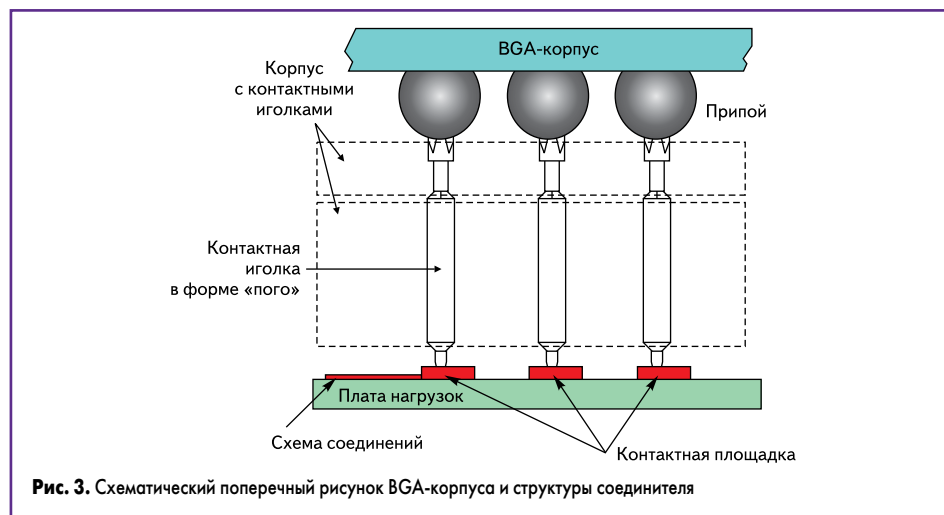 BGA-корпус
Корпус
с контактными
иголками
Припой
Контактная
иголка
в форме «пого»
Плата нагрузок
Схема соединений
Контактная площадка
Рис. 3. Схематический поперечный рисунок BGA-корпуса и структуры соединителя